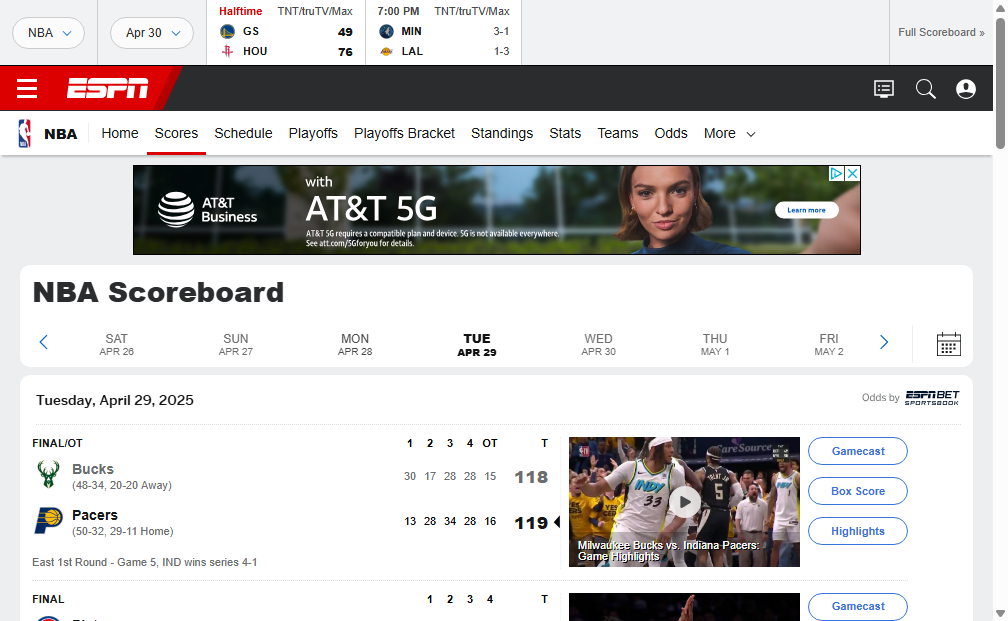 NBA
Apr 30
Halftime TNT/truTV/Max
GS 49
HOU 76
7:00 PM TNT/truTV/Max
MIN 3-1
LAL 1-3
Full Scoreboard »
ESPN
NBA Home Scores Schedule Playoffs Playoffs Bracket Standings Stats Teams Odds More
AT&T
Business
with
AT&T 5G
AT&T 5G requires a compatible plan and device. 5G is not available everywhere.
See att.com/5Gforyou for details.
Learn more
NBA Scoreboard
SAT SUN MON TUE WED THU FRI
APR 26 APR 27 APR 28 APR 29 APR 30 MAY 1 MAY 2
Tuesday, April 29, 2025
Odds by ESPN BET
SPORTSBOOK
FINAL/OT 1 2 3 4 OT T
Bucks 30 17 28 28 15 118
(48-34, 20-20 Away)
Pacers 13 28 34 28 16 119
(50-32, 29-11 Home)
East 1st Round - Game 5, IND wins series 4-1
INDY
33
5
Milwaukee Bucks vs. Indiana Pacers:
Game Highlights
Gamecast
Box Score
Highlights
FINAL 1 2 3 4 T
Gamecast